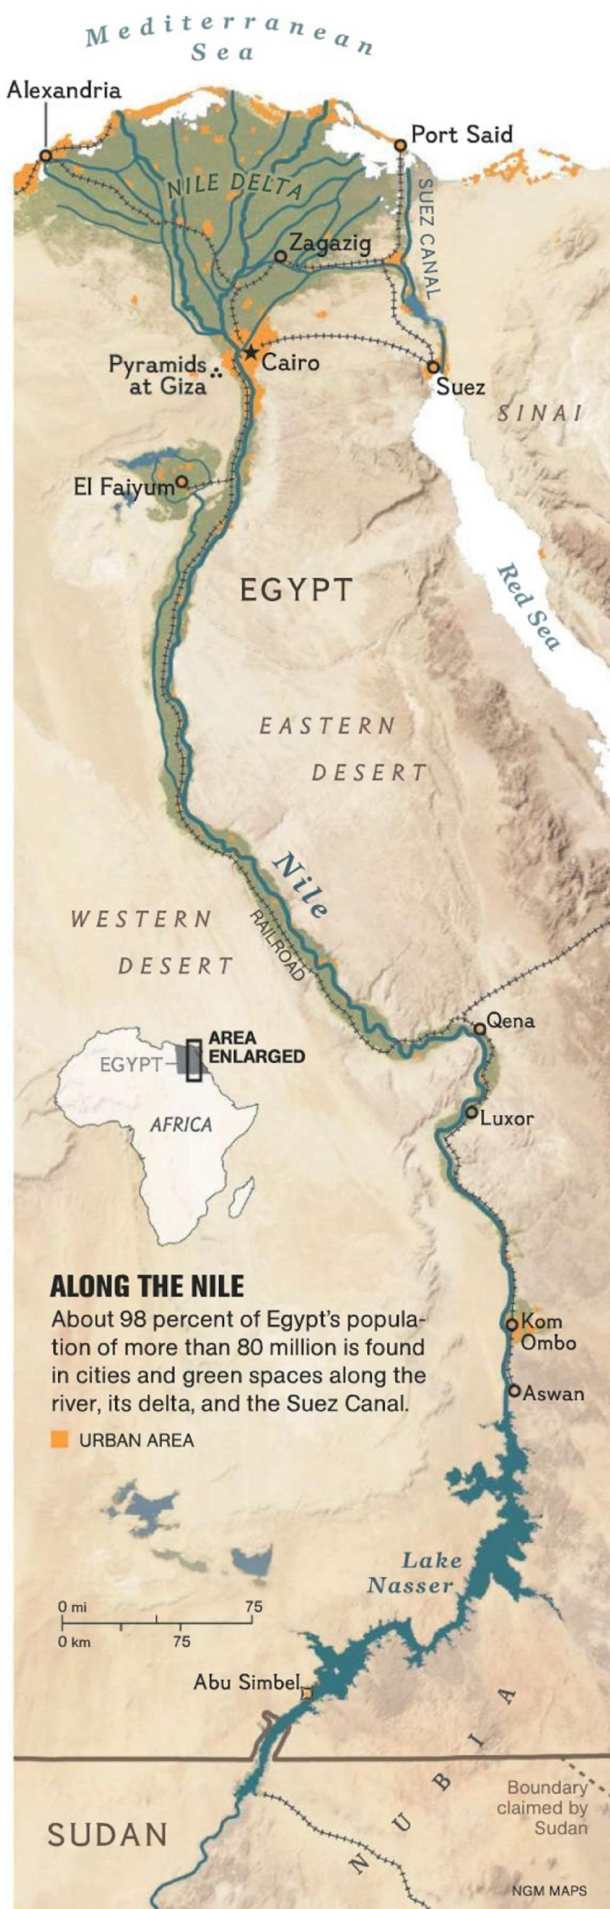 Mediterranean
Sea
Alexandria
Port Said
NILE DELTA
SUEZ CANAL
Zagazig
Cairo
Pyramids
at Giza
Suez
SINAI
El Faiyum
EGYPT
Red Sea
EASTERN
DESERT
Nile
WESTERN
DESERT
RAILROAD
Qena
AREA
ENLARGED
EGYPT
AFRICA
Luxor
ALONG THE NILE
About 98 percent of Egypt's popula-
tion of more than 80 million is found
in cities and green spaces along the
river, its delta, and the Suez Canal.
URBAN AREA
Kom
Ombo
Aswan
Lake
Nasser
0 mi 75
0 km 75
Abu Simbel
NUBIA
Boundary
claimed by
Sudan
SUDAN
NGM MAPS